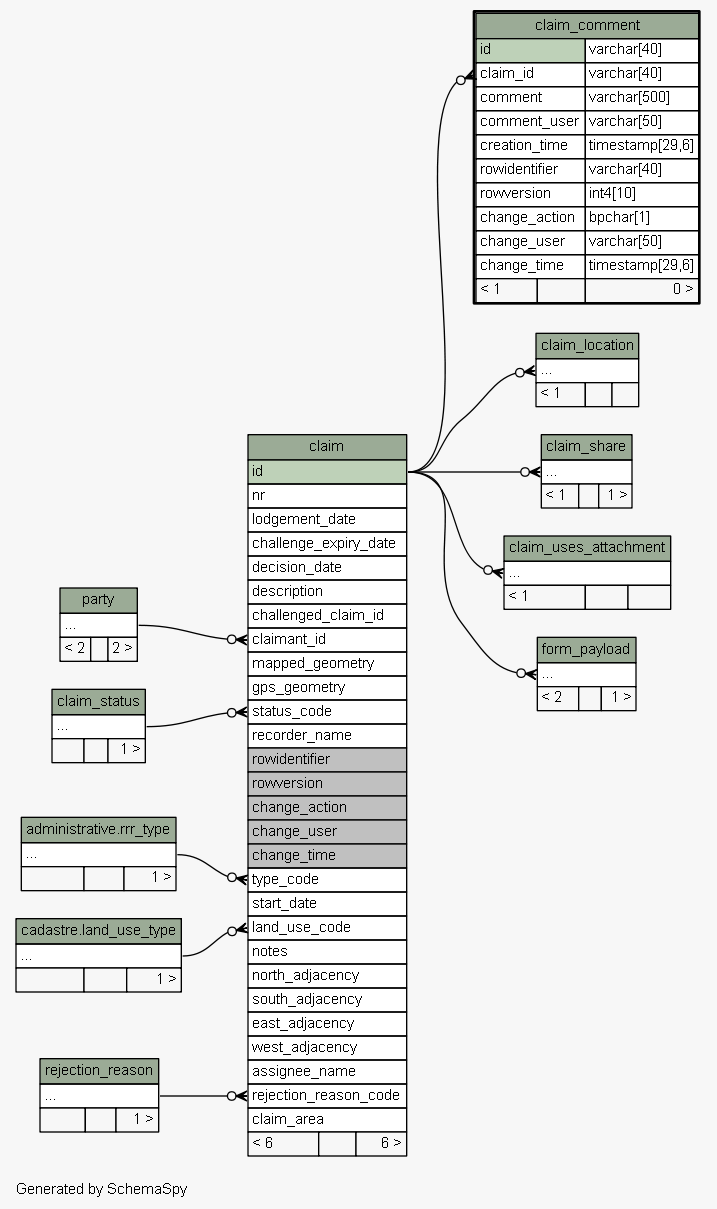 claim_comment
id varchar[40]
claim_id varchar[40]
comment varchar[500]
comment_user varchar[50]
creation_time timestamp[29,6]
rowidentifier varchar[40]
rowversion int4[10]
change_action bpchar[1]
change_user varchar[50]
change_time timestamp[29,6]
< 1 0 >
claim_location
...
< 1
claim_share
...
< 1 1 >
claim_uses_attachment
...
< 1
form_payload
...
< 2 1 >
claim
id
nr
lodgement_date
challenge_expiry_date
decision_date
description
challenged_claim_id
claimant_id
mapped_geometry
gps_geometry
status_code
recorder_name
rowidentifier
rowversion
change_action
change_user
change_time
type_code
start_date
land_use_code
notes
north_adjacency
south_adjacency
east_adjacency
west_adjacency
assignee_name
rejection_reason_code
claim_area
< 6 6 >
party
...
< 2 2 >
claim_status
...
1 >
administrative.rrr_type
...
1 >
cadastre.land_use_type
...
1 >
rejection_reason
...
1 >
Generated by SchemaSpy